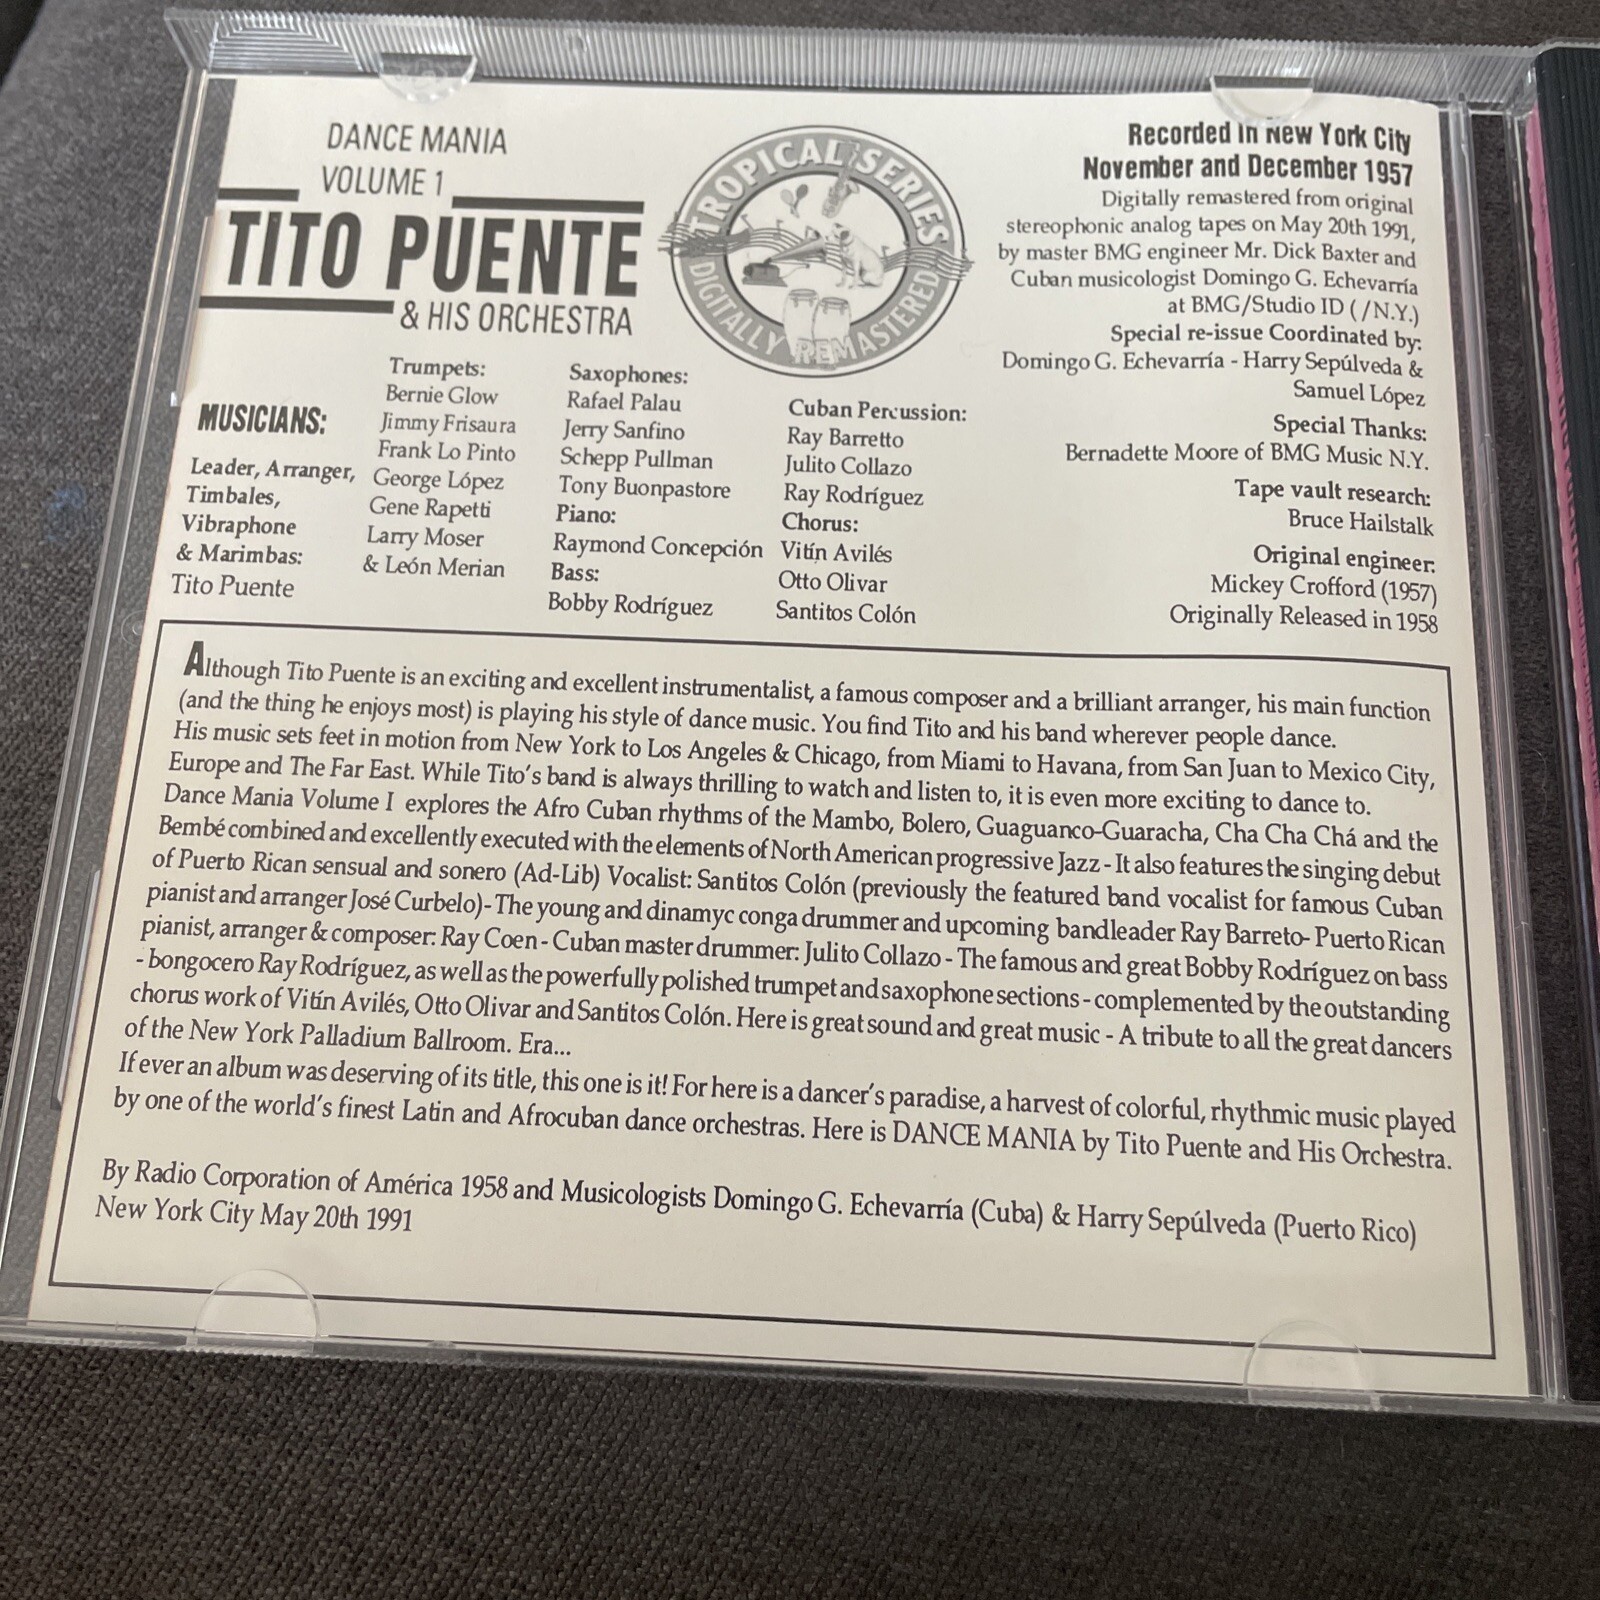 DANCE MANIA
VOLUME 1
TITO PUENTE
& HIS ORCHESTRA
TROPICAL SERIES
DIGITALLY REMASTERED
Recorded in New York City
November and December 1957
Digitally remastered from original
stereophonic analog tapes on May 20th 1991,
by master BMG engineer Mr. Dick Baxter and
Cuban musicologist Domingo G. Echevarría
at BMG/Studio ID ( /N.Y.)
Special re-issue Coordinated by:
Domingo G. Echevarría - Harry Sepúlveda &
Samuel López
Special Thanks:
Bernadette Moore of BMG Music N.Y.
Tape vault research:
Bruce Hailstalk
Original engineer:
Mickey Crofford (1957)
Originally Released in 1958
MUSICIANS:
Leader, Arranger,
Timbales,
Vibraphone
& Marimbas:
Tito Puente
Trumpets:
Bernie Glow
Jimmy Frisaura
Frank Lo Pinto
George López
Gene Rapetti
Larry Moser
& León Merian
Saxophones:
Rafael Palau
Jerry Sanfino
Schepp Pullman
Tony Buonpastore
Piano:
Raymond Concepción
Bass:
Bobby Rodríguez
Cuban Percussion:
Ray Barretto
Julito Collazo
Ray Rodríguez
Chorus:
Vitín Avilés
Otto Olivar
Santitos Colón
Although Tito Puente is an exciting and excellent instrumentalist, a famous composer and a brilliant arranger, his main function
(and the thing he enjoys most) is playing his style of dance music. You find Tito and his band wherever people dance.
His music sets feet in motion from New York to Los Angeles & Chicago, from Miami to Havana, from San Juan to Mexico City,
Europe and The Far East. While Tito's band is always thrilling to watch and listen to, it is even more exciting to dance to.
Dance Mania Volume I explores the Afro Cuban rhythms of the Mambo, Bolero, Guaguanco-Guaracha, Cha Cha Chá and the
Bembé combined and excellently executed with the elements of North American progressive Jazz - It also features the singing debut
of Puerto Rican sensual and sonero (Ad-Lib) Vocalist: Santitos Colón (previously the featured band vocalist for famous Cuban
pianist and arranger José Curbelo)- The young and dinamyc conga drummer and upcoming bandleader Ray Barreto- Puerto Rican
pianist, arranger & composer: Ray Coen - Cuban master drummer: Julito Collazo - The famous and great Bobby Rodríguez on bass
- bongocero Ray Rodríguez, as well as the powerfully polished trumpet and saxophone sections - complemented by the outstanding
chorus work of Vitín Avilés, Otto Olivar and Santitos Colón. Here is great sound and great music - A tribute to all the great dancers
of the New York Palladium Ballroom. Era...
If ever an album was deserving of its title, this one is it! For here is a dancer's paradise, a harvest of colorful, rhythmic music played
by one of the world's finest Latin and Afrocuban dance orchestras. Here is DANCE MANIA by Tito Puente and His Orchestra.
By Radio Corporation of América 1958 and Musicologists Domingo G. Echevarría (Cuba) & Harry Sepúlveda (Puerto Rico)
New York City May 20th 1991